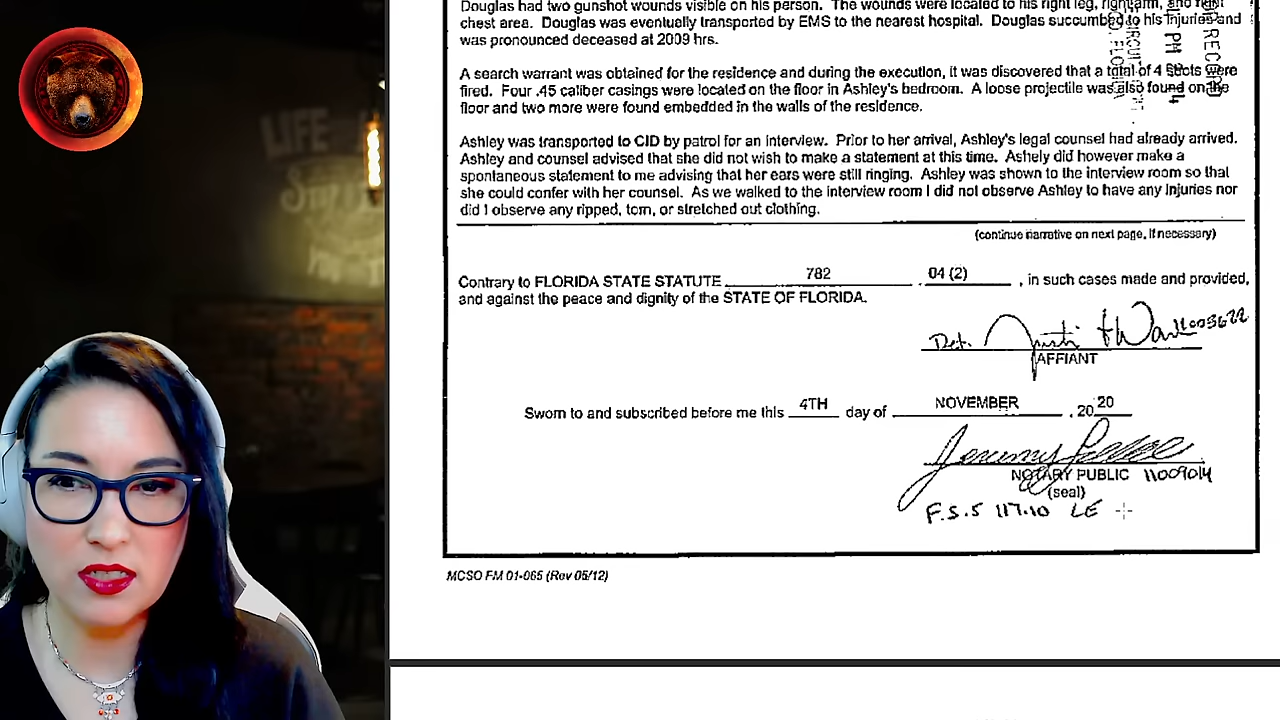 LIFE
Douglas had two gunshot wounds visible on his person. The wounds were located to his right leg, right arm, and right
chest area. Douglas was eventually transported by EMS to the nearest hospital. Douglas succumbed to his injuries and
was pronounced deceased at 2009 hrs.
A search warrant was obtained for the residence and during the execution, it was discovered that a total of 4 shots were
fired. Four .45 caliber casings were located on the floor in Ashley's bedroom. A loose projectile was also found on the
floor and two more were found embedded in the walls of the residence.
Ashley was transported to CID by patrol for an interview. Prior to her arrival, Ashley's legal counsel had already arrived.
Ashley and counsel advised that she did not wish to make a statement at this time. Ashely did however make a
spontaneous statement to me advising that her ears were still ringing. Ashley was shown to the interview room so that
she could confer with her counsel. As we walked to the interview room I did not observe Ashley to have any injuries nor
did I observe any ripped, torn, or stretched out clothing.
(continue narrative on next page, if necessary)
Contrary to FLORIDA STATE STATUTE 782 . 04 (2) , in such cases made and provided,
and against the peace and dignity of the STATE OF FLORIDA.
Det.
AFFIANT
Sworn to and subscribed before me this 4TH day of NOVEMBER , 20 20
NOTARY PUBLIC 11009014
(seal)
F.S.S 117.10 LE
MCSO FM 01-065 (Rev 05/12)